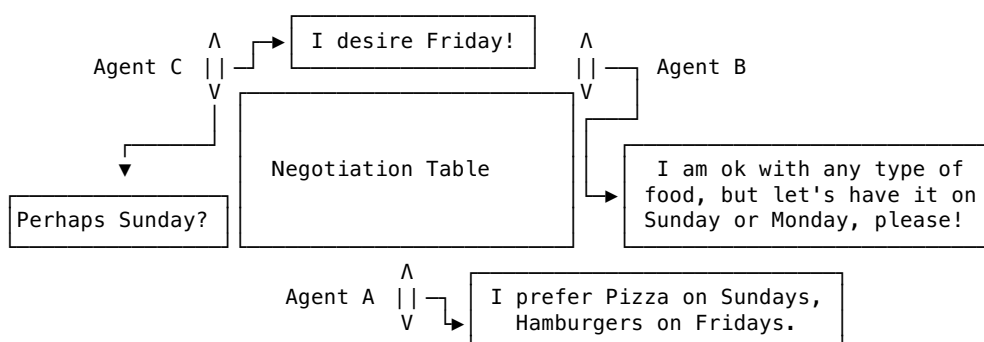 I desire Friday!
Agent C
Agent B
Negotiation Table
I am ok with any type of
food, but let's have it on
Sunday or Monday, please!
Perhaps Sunday?
Agent A
I prefer Pizza on Sundays,
Hamburgers on Fridays.